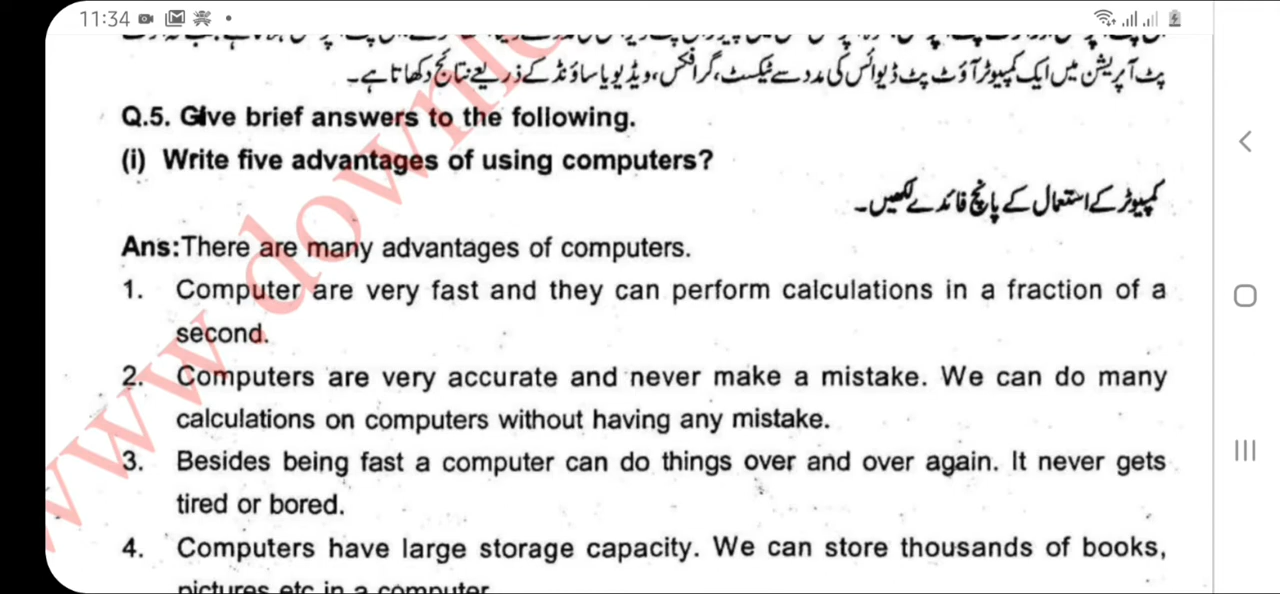 11:34
پٹ آپریشن میں ایک کمپیوٹر آؤٹ پٹ ڈیوائس کی مدد سے ٹیکسٹ، گرافکس، ویڈیو یا ساؤنڈ کے ذریعے نتائج دکھاتا ہے۔
Q.5. Give brief answers to the following.
(i) Write five advantages of using computers?
کمپیوٹر کے استعمال کے پانچ فائدے لکھیں۔
Ans:There are many advantages of computers.
1. Computer are very fast and they can perform calculations in a fraction of a
second.
2. Computers are very accurate and never make a mistake. We can do many
calculations on computers without having any mistake.
3. Besides being fast a computer can do things over and over again. It never gets
tired or bored.
4. Computers have large storage capacity. We can store thousands of books,
pictures etc in a computer
www.downl